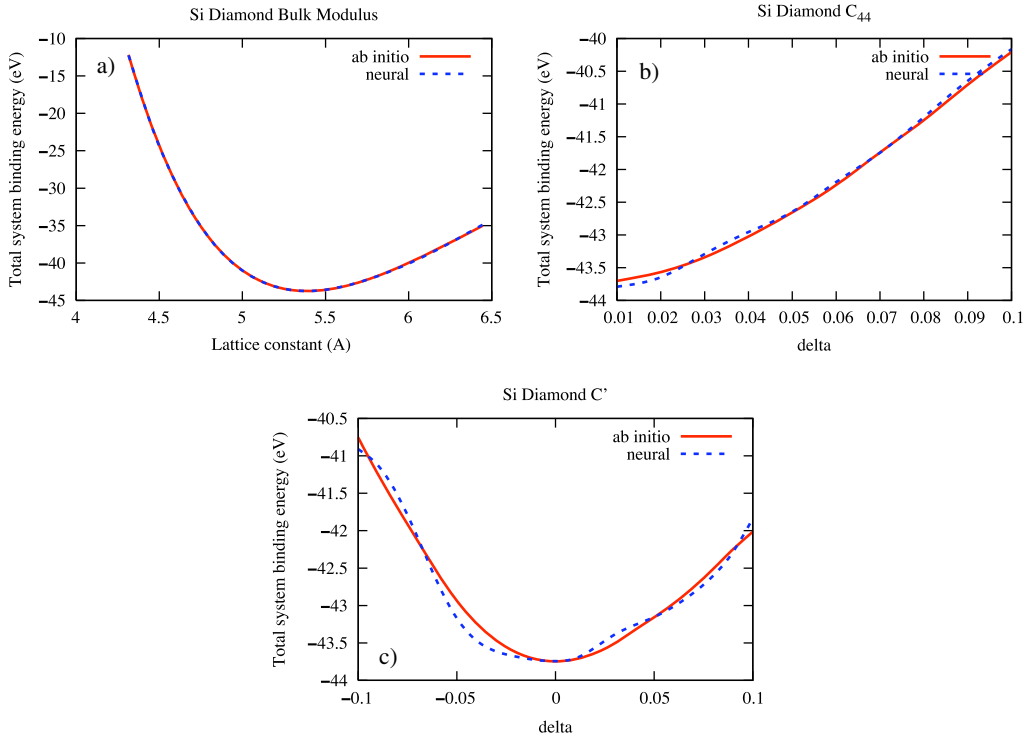 Si Diamond Bulk Modulus
Total system binding energy (eV)
−10
−15
−20
−25
−30
−35
−40
−45
a)
ab initio
neural
4
4.5
5
5.5
6
6.5
Lattice constant (A)
Si Diamond C44
Total system binding energy (eV)
−40
−40.5
−41
−41.5
−42
−42.5
−43
−43.5
−44
b)
ab initio
neural
0.01
0.02
0.03
0.04
0.05
0.06
0.07
0.08
0.09
0.1
delta
Si Diamond C’
Total system binding energy (eV)
−40.5
−41
−41.5
−42
−42.5
−43
−43.5
−44
c)
ab initio
neural
−0.1
−0.05
0
0.05
0.1
delta